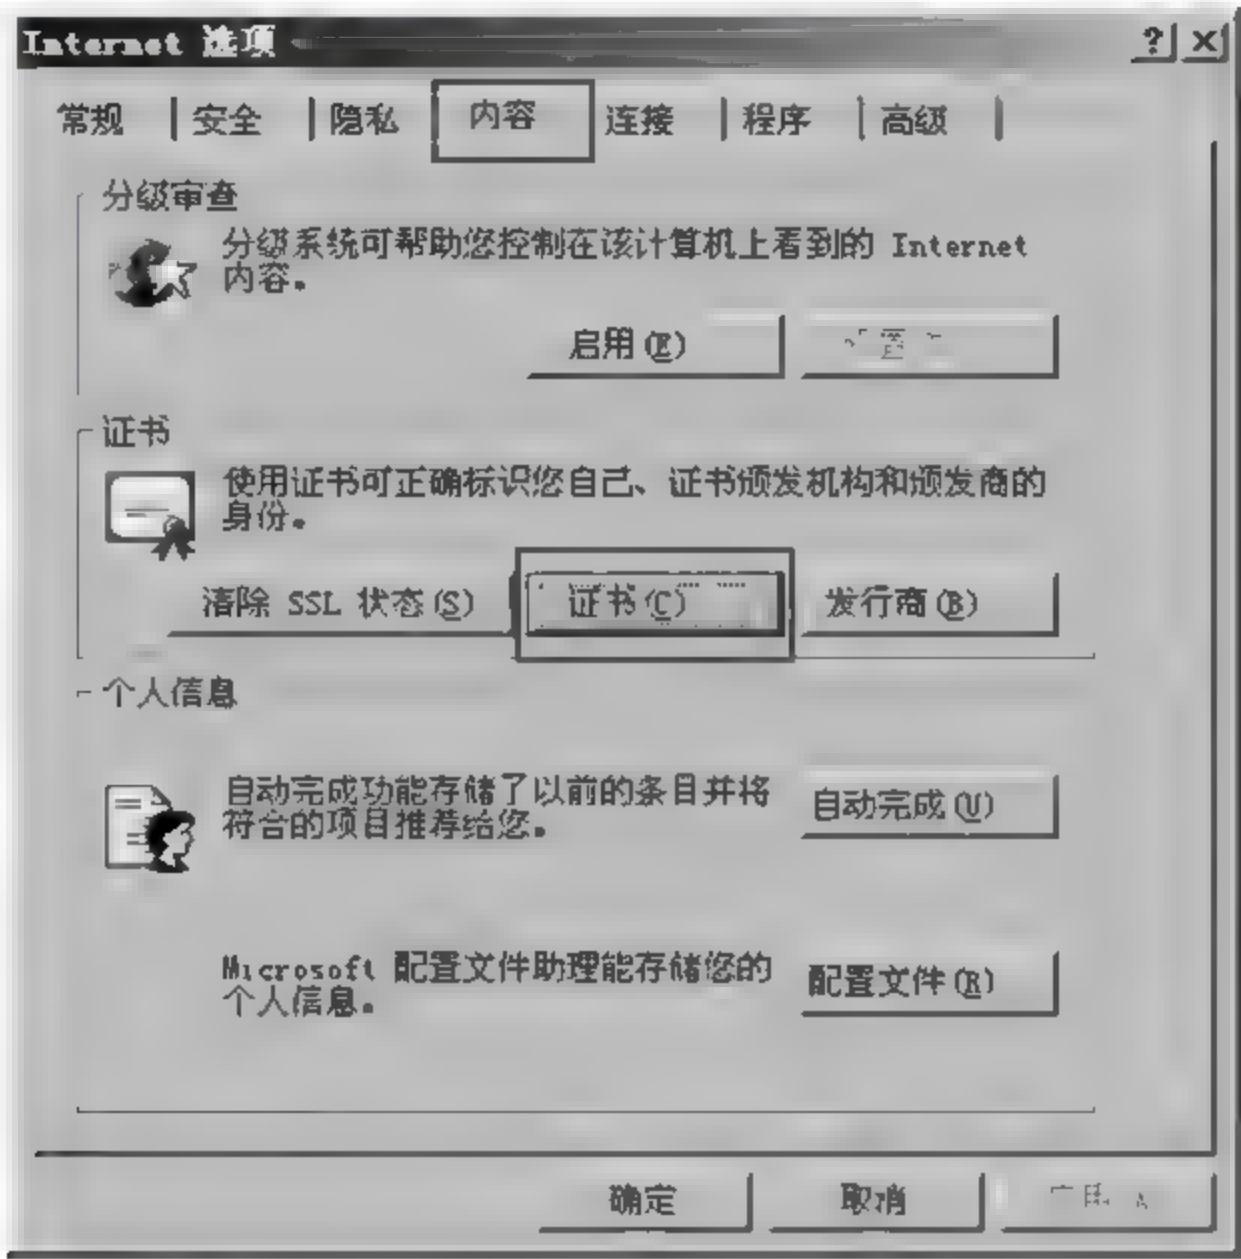 Internet 选项
? ×
常规 安全 隐私 内容 连接 程序 高级
分级审查
分级系统可帮助您控制在该计算机上看到的 Internet
内容。
启用(E)
证书
使用证书可正确标识您自己、证书颁发机构和颁发商的
身份。
清除 SSL 状态(S) 证书(C) 发行商(B)
个人信息
自动完成功能存储了以前的条目并将
符合的项目推荐给您。
自动完成(U)
Microsoft 配置文件助理能存储您的
个人信息。
配置文件(R)
确定 取消